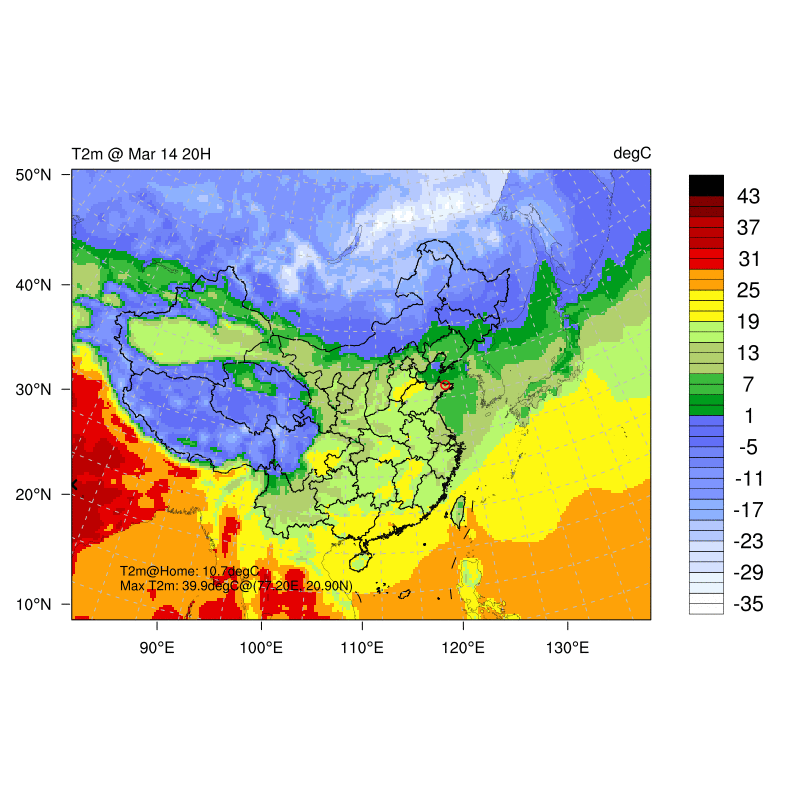 T2m @ Mar 14 20H
degC
50°N
40°N
30°N
20°N
10°N
90°E
100°E
110°E
120°E
130°E
43
37
31
25
19
13
7
1
-5
-11
-17
-23
-29
-35
T2m@Home: 10.7degC
Max T2m: 39.9degC@(77.20E, 20.90N)